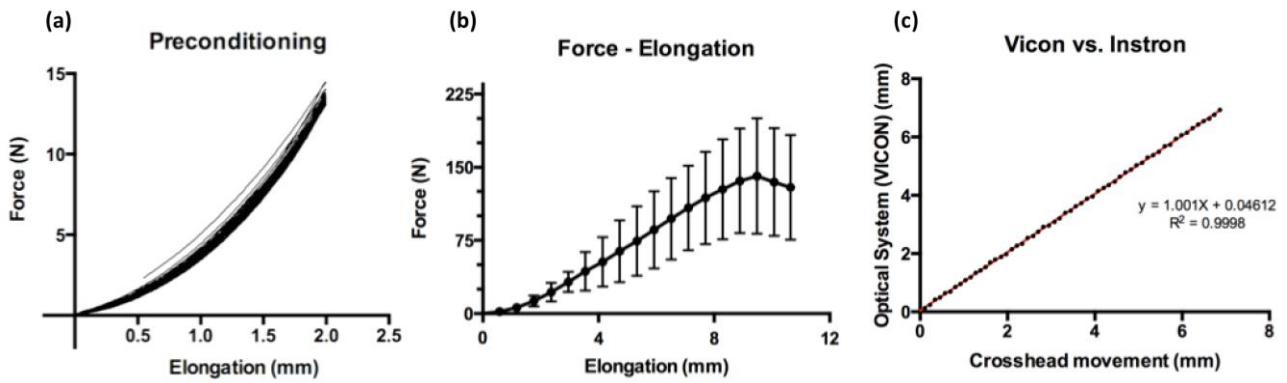 (a)
Preconditioning
Force (N)
15
10
5
0.5 1.0 1.5 2.0 2.5
Elongation (mm)
(b)
Force - Elongation
Force (N)
225
150
75
0
0 4 8 12
Elongation (mm)
(c)
Vicon vs. Instron
Optical System (VICON) (mm)
8
6
4
2
0
0 2 4 6 8
y = 1.001X + 0.04612
R² = 0.9998
Crosshead movement (mm)